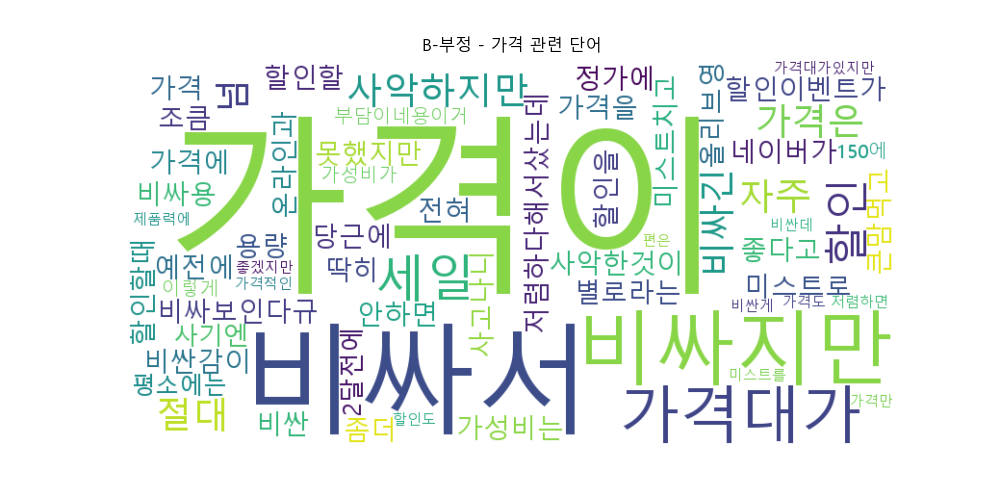 B-부정 - 가격 관련 단어
가격이
비싸서
비싸지만
가격대가
세일
사악하지만
할인
절대
자주
가격은
비싸긴
넘
가격
조큼
할인할
온라인과
부담이네용이거
못했지만
가성비가
전혀
저렴하다해서샀는데
정가에
가격을
할인을
미스트치고
올리브영
가격대가있지만
할인이벤트가
네이버가
150에
큰맘먹고
좋다고
비싼데
가격에
비싸용
제품력에
할인할때
예전에
이렇게
용량
좋겠지만
가격적인
당근에
딱히
안하면
사고나니
편은
사악한것이
별로라는
미스트로
비싼게
가격도
저렴하면
비싸보인다규
사기엔
비싼감이
평소에는
2달전에
비싼
좀더
할인도
가성비는
미스트를
가격만